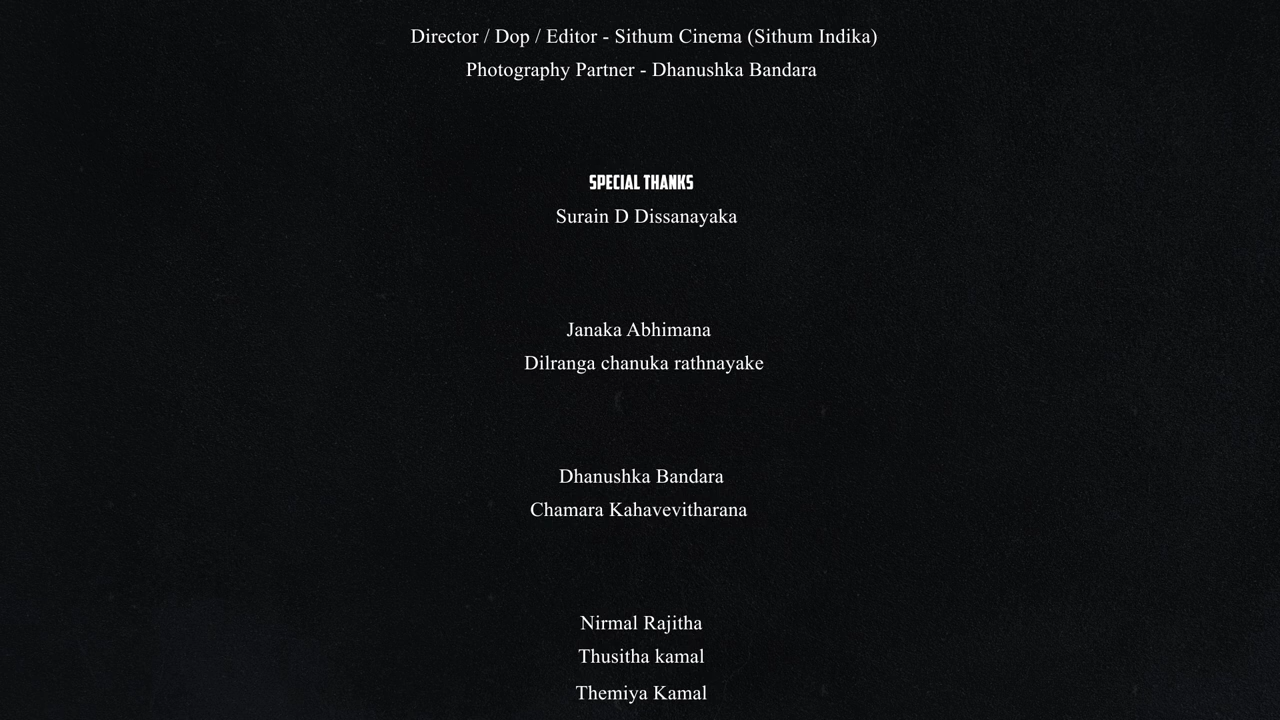 Director / Dop / Editor - Sithum Cinema (Sithum Indika)
Photography Partner - Dhanushka Bandara
SPECIAL THANKS
Surain D Dissanayaka
Janaka Abhimana
Dilranga chanuka rathnayake
Dhanushka Bandara
Chamara Kahavevitharana
Nirmal Rajitha
Thusitha kamal
Themiya Kamal